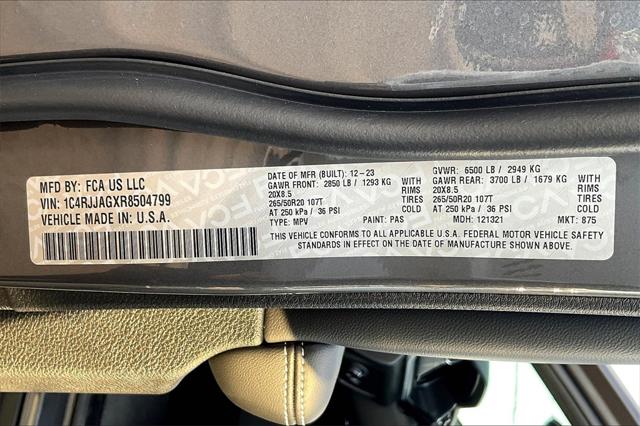 MFD BY: FCA US LLC
VIN: 1C4RJJAGXR8504799
VEHICLE MADE IN U.S.A.
DATE OF MFR (BUILT): 12-23
GAWR FRONT: 2850 LB / 1293 KG
20X8.5 RIMS
265/50R20 107T TIRES
AT 250 kPa / 36 PSI COLD
TYPE: MPV PAINT: PAS
GVWR: 6500 LB / 2949 KG
GAWR REAR: 3700 LB / 1679 KG
20X8.5 RIMS
265/50R20 107T TIRES
AT 250 kPa / 36 PSI COLD
MDH: 121321 MKT: 875
THIS VEHICLE CONFORMS TO ALL APPLICABLE U.S.A. FEDERAL MOTOR VEHICLE SAFETY
STANDARDS IN EFFECT ON THE DATE OF MANUFACTURE SHOWN ABOVE.